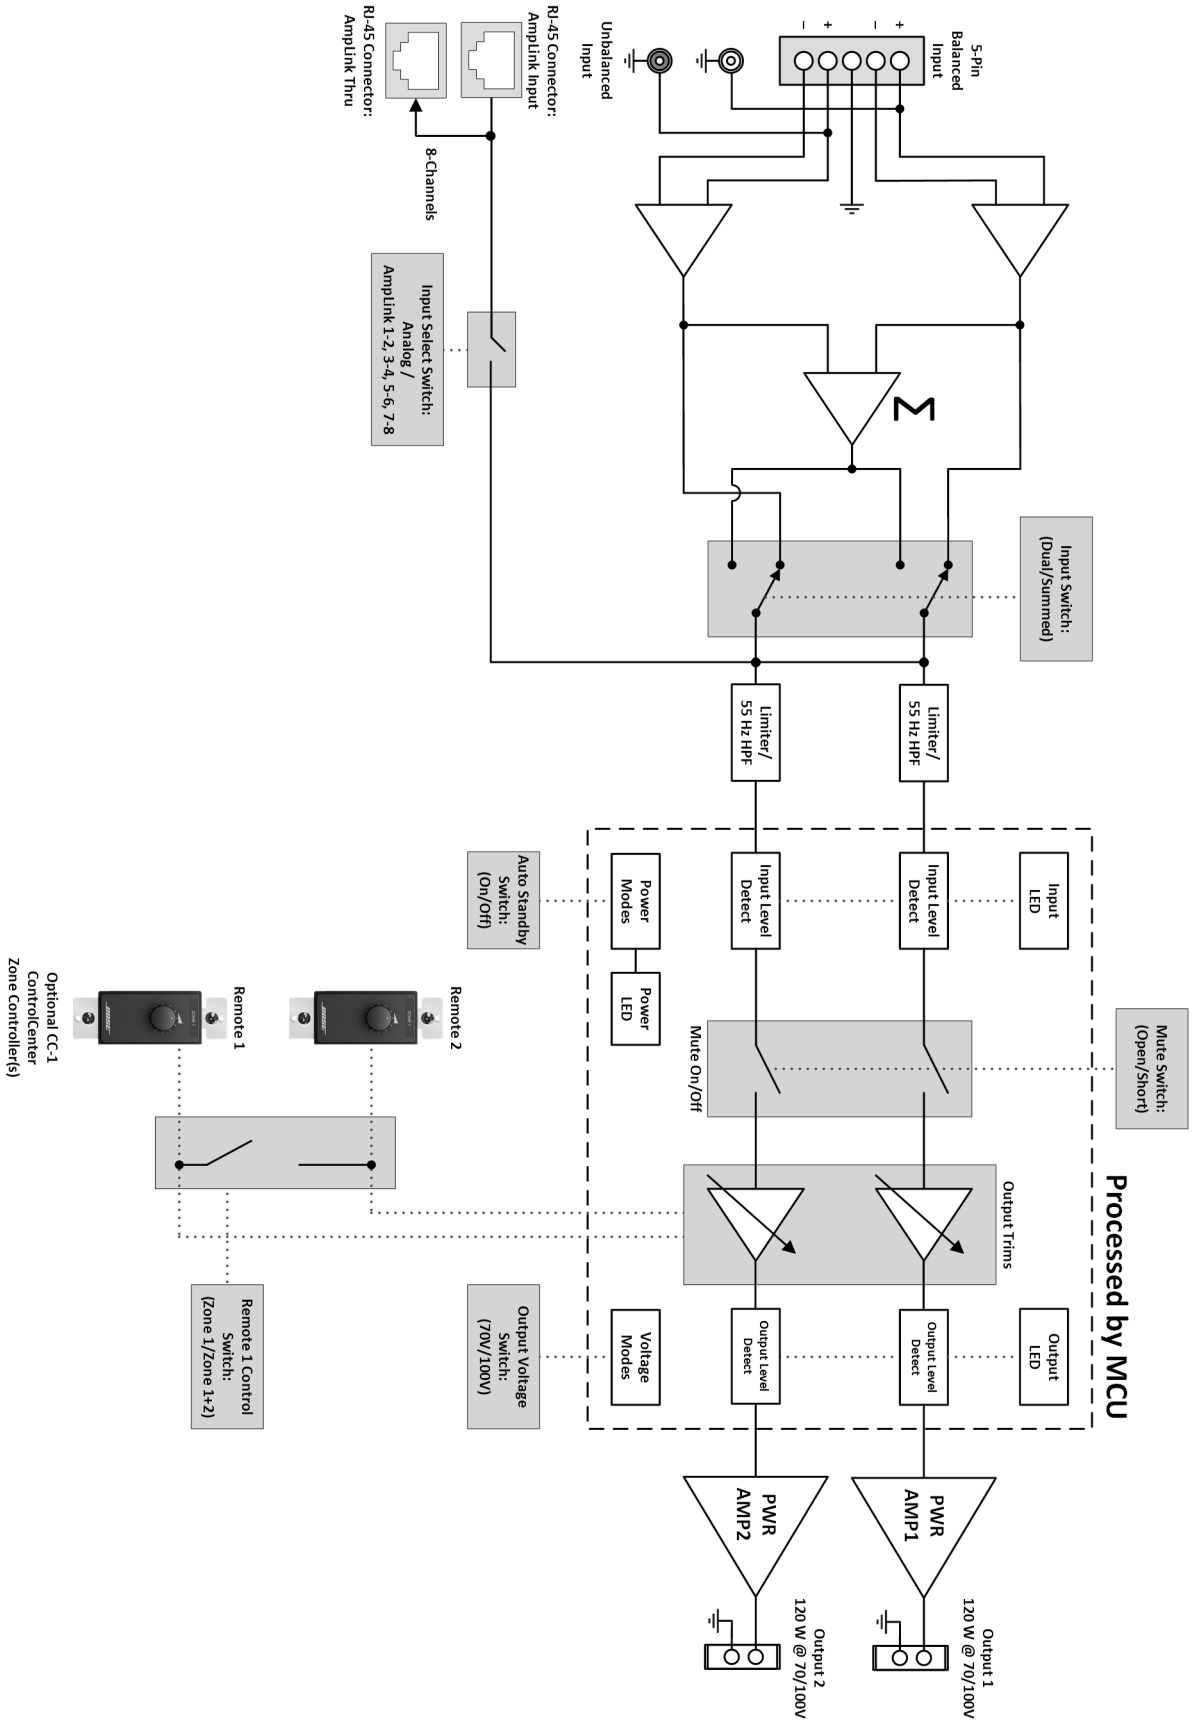 5-Pin
Balanced
Input
+
−
+
−
Unbalanced
Input
RJ-45 Connector:
AmpLink Input
RJ-45 Connector:
AmpLink Thru
8-Channels
Input Select Switch:
Analog /
AmpLink 1-2, 3-4, 5-6, 7-8
Σ
Input Switch:
(Dual/Summed)
Limiter/
55 Hz HPF
Limiter/
55 Hz HPF
Processed by MCU
Input
LED
Input Level
Detect
Input Level
Detect
Power
Modes
Power
LED
Auto Standby
Switch:
(On/Off)
Mute Switch:
(Open/Short)
Mute On/Off
Output Trims
Output
LED
Output Level
Detect
Output Level
Detect
Voltage
Modes
Output Voltage
Switch:
(70V/100V)
Remote 2
ZONE 1
BOSE
Remote 1
ZONE 1
BOSE
Optional CC-1
ControlCenter
Zone Controller(s)
Remote 1 Control
Switch:
(Zone 1/Zone 1+2)
PWR
AMP1
PWR
AMP2
Output 1
120 W @ 70/100V
Output 2
120 W @ 70/100V